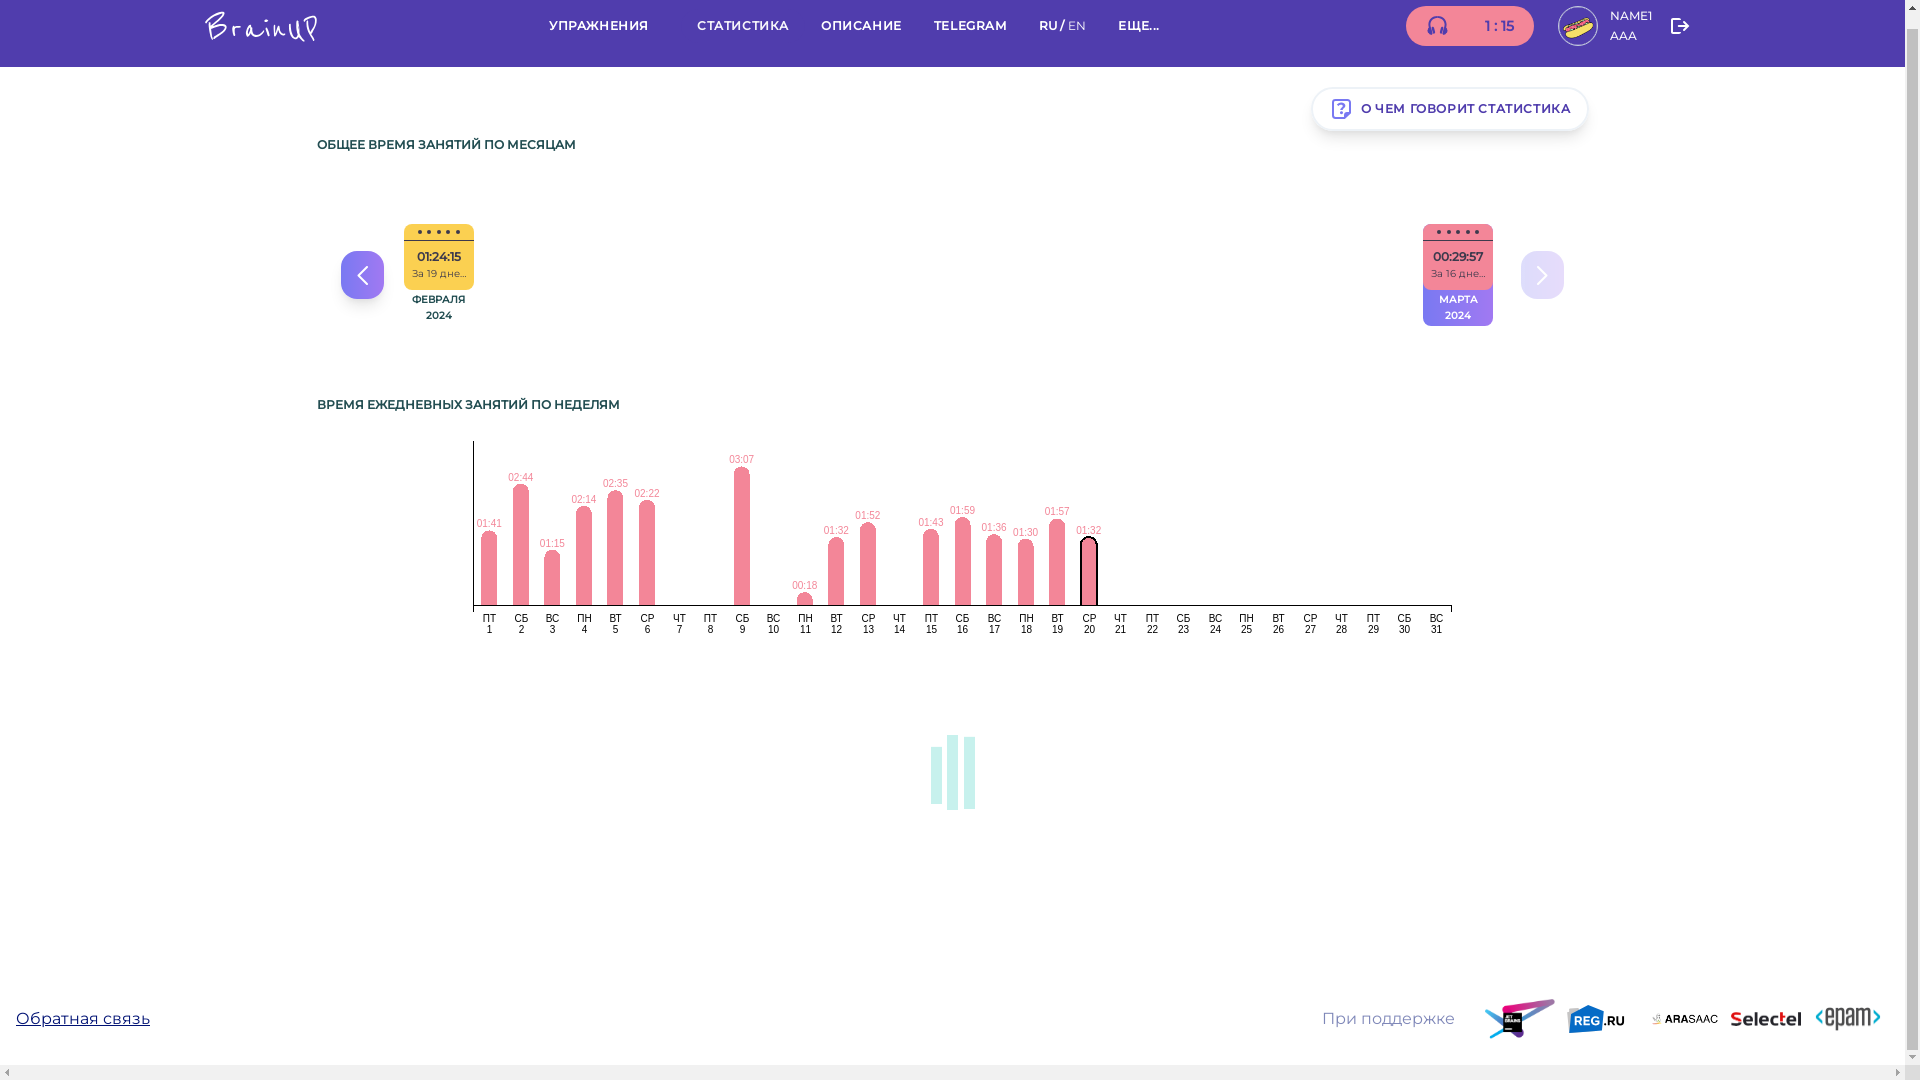 BrainUP
УПРАЖНЕНИЯ
СТАТИСТИКА
ОПИСАНИЕ
TELEGRAM
RU / EN
ЕЩЕ...
1 : 15
NAME1
AAA
О ЧЕМ ГОВОРИТ СТАТИСТИКА
ОБЩЕЕ ВРЕМЯ ЗАНЯТИЙ ПО МЕСЯЦАМ
01:24:15
За 19 дне...
ФЕВРАЛЯ
2024
00:29:57
За 16 дне...
МАРТА
2024
ВРЕМЯ ЕЖЕДНЕВНЫХ ЗАНЯТИЙ ПО НЕДЕЛЯМ
01:41
02:44
01:15
02:14
02:35
02:22
03:07
00:18
01:32
01:52
01:43
01:59
01:36
01:30
01:57
01:32
ПТ СБ ВС ПН ВТ СР ЧТ ПТ СБ ВС ПН ВТ СР ЧТ ПТ СБ ВС ПН ВТ СР ЧТ ПТ СБ ВС ПН ВТ СР ЧТ ПТ СБ ВС
1 2 3 4 5 6 7 8 9 10 11 12 13 14 15 16 17 18 19 20 21 22 23 24 25 26 27 28 29 30 31
Обратная связь
При поддержке
JET BRAINS
REG.RU
ARASAAC
Selectel
<epam>